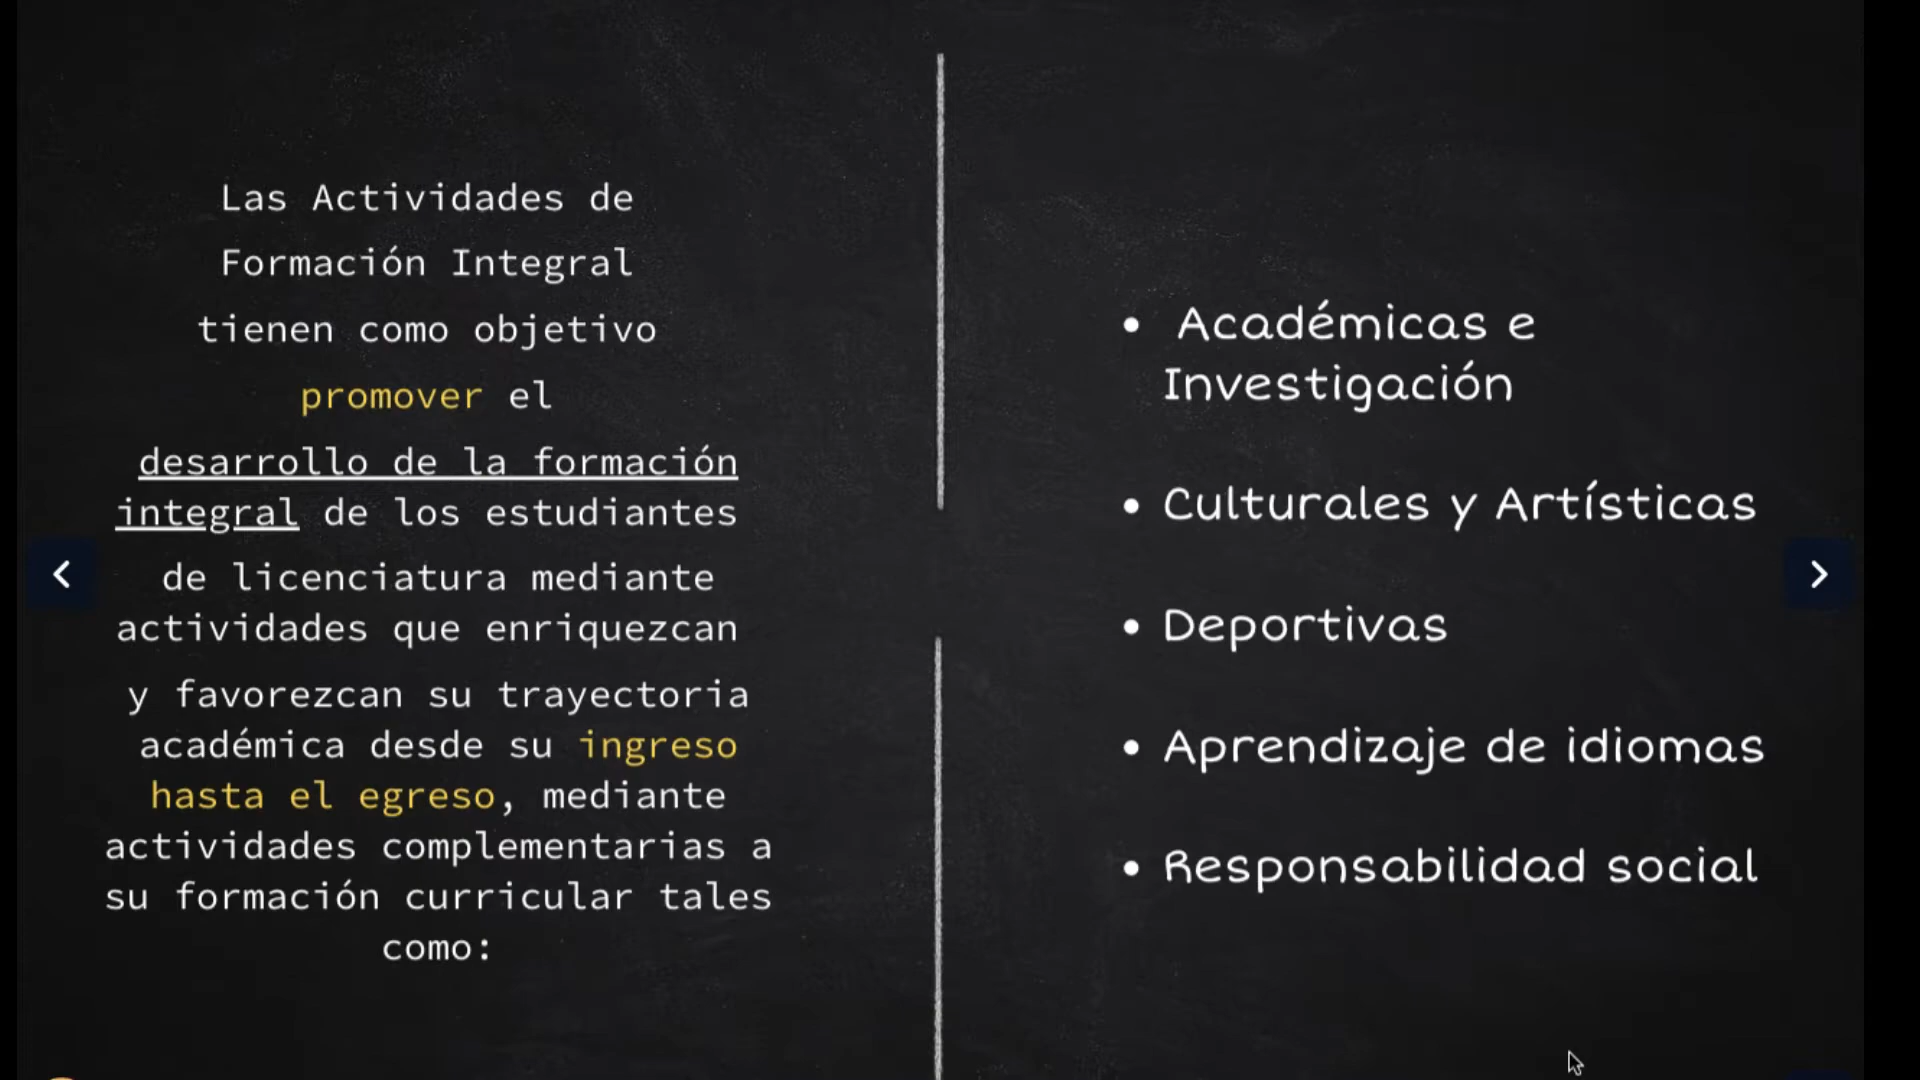 Las Actividades de
Formación Integral
tienen como objetivo
promover el
desarrollo de la formación
integral de los estudiantes
de licenciatura mediante
actividades que enriquezcan
y favorezcan su trayectoria
académica desde su ingreso
hasta el egreso, mediante
actividades complementarias a
su formación curricular tales
como:
• Académicas e
Investigación
• Culturales y Artísticas
• Deportivas
• Aprendizaje de idiomas
• Responsabilidad social